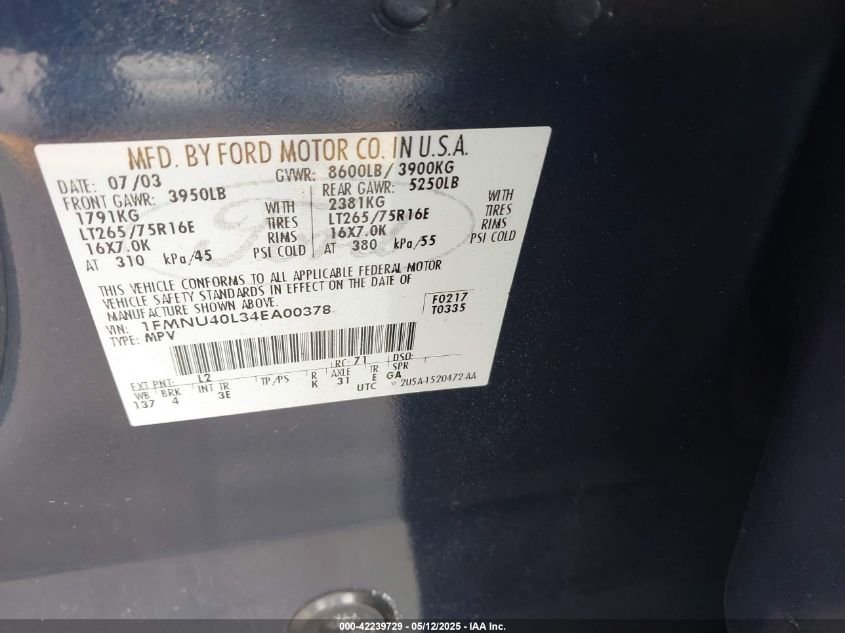 MFD. BY FORD MOTOR CO. IN U.S.A.
DATE: 07/03 GVWR: 8600LB/ 3900KG
FRONT GAWR: 3950LB REAR GAWR: 5250LB
1791KG WITH 2381KG WITH
LT265/75R16E TIRES LT265/75R16E TIRES
16X7.0K RIMS 16X7.0K RIMS
AT 310 kPa/45 PSI COLD AT 380 kPa/55 PSI COLD
Ford
THIS VEHICLE CONFORMS TO ALL APPLICABLE FEDERAL MOTOR
VEHICLE SAFETY STANDARDS IN EFFECT ON THE DATE OF
MANUFACTURE SHOWN ABOVE.
VIN: 1FMNU40L34EA00378 F0217
TYPE: MPV T0335
EXT PNT: L2 RC: 71 DSO:
WB BRK INT TR TP/PS R AXLE TR SPR
137 4 3E K 31 E GA
UTC 2U5A-1520472-AA
000-42239729 - 05/12/2025 - IAA Inc.